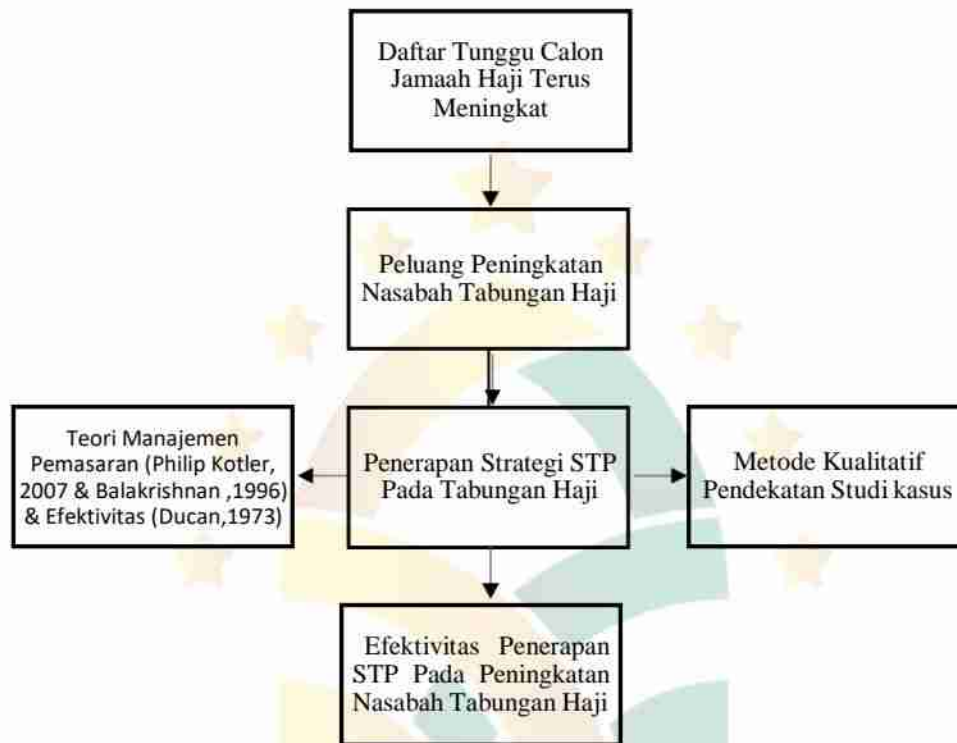 Daftar Tunggu Calon
Jamaah Haji Terus
Meningkat
Peluang Peningkatan
Nasabah Tabungan Haji
Teori Manajemen
Pemasaran (Philip Kotler,
2007 & Balakrishnan ,1996)
& Efektivitas (Ducan,1973)
Penerapan Strategi STP
Pada Tabungan Haji
Metode Kualitatif
Pendekatan Studi kasus
Efektivitas Penerapan
STP Pada Peningkatan
Nasabah Tabungan Haji